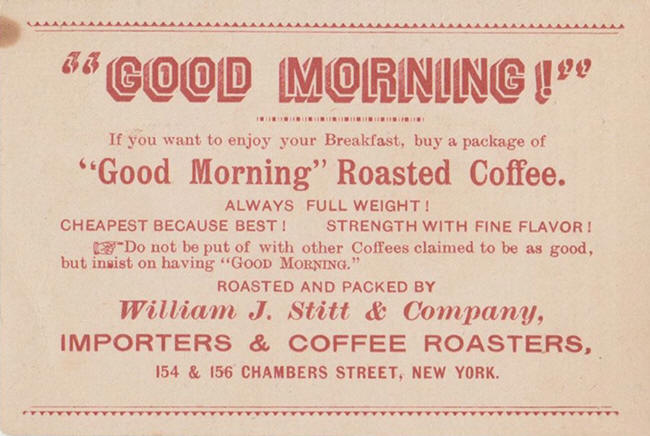 “GOOD MORNING!”
If you want to enjoy your Breakfast, buy a package of
“Good Morning” Roasted Coffee.
ALWAYS FULL WEIGHT!
CHEAPEST BECAUSE BEST! STRENGTH WITH FINE FLAVOR!
☞Do not be put of with other Coffees claimed to be as good,
but insist on having “GOOD MORNING.”
ROASTED AND PACKED BY
William J. Stitt & Company,
IMPORTERS & COFFEE ROASTERS,
154 & 156 CHAMBERS STREET, NEW YORK.